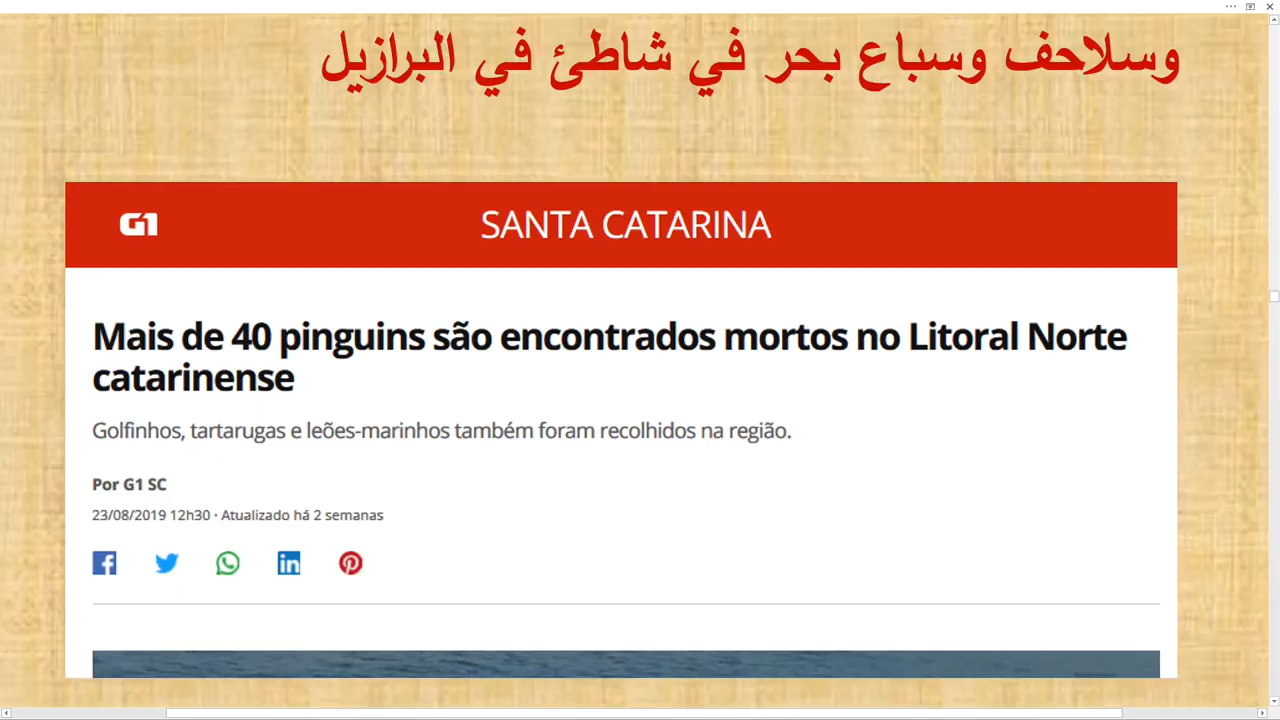 وسلاحف وسباع بحر في شاطئ في البرازيل
G1
SANTA CATARINA
Mais de 40 pinguins são encontrados mortos no Litoral Norte
catarinense
Golfinhos, tartarugas e leões-marinhos também foram recolhidos na região.
Por G1 SC
23/08/2019 12h30 · Atualizado há 2 semanas